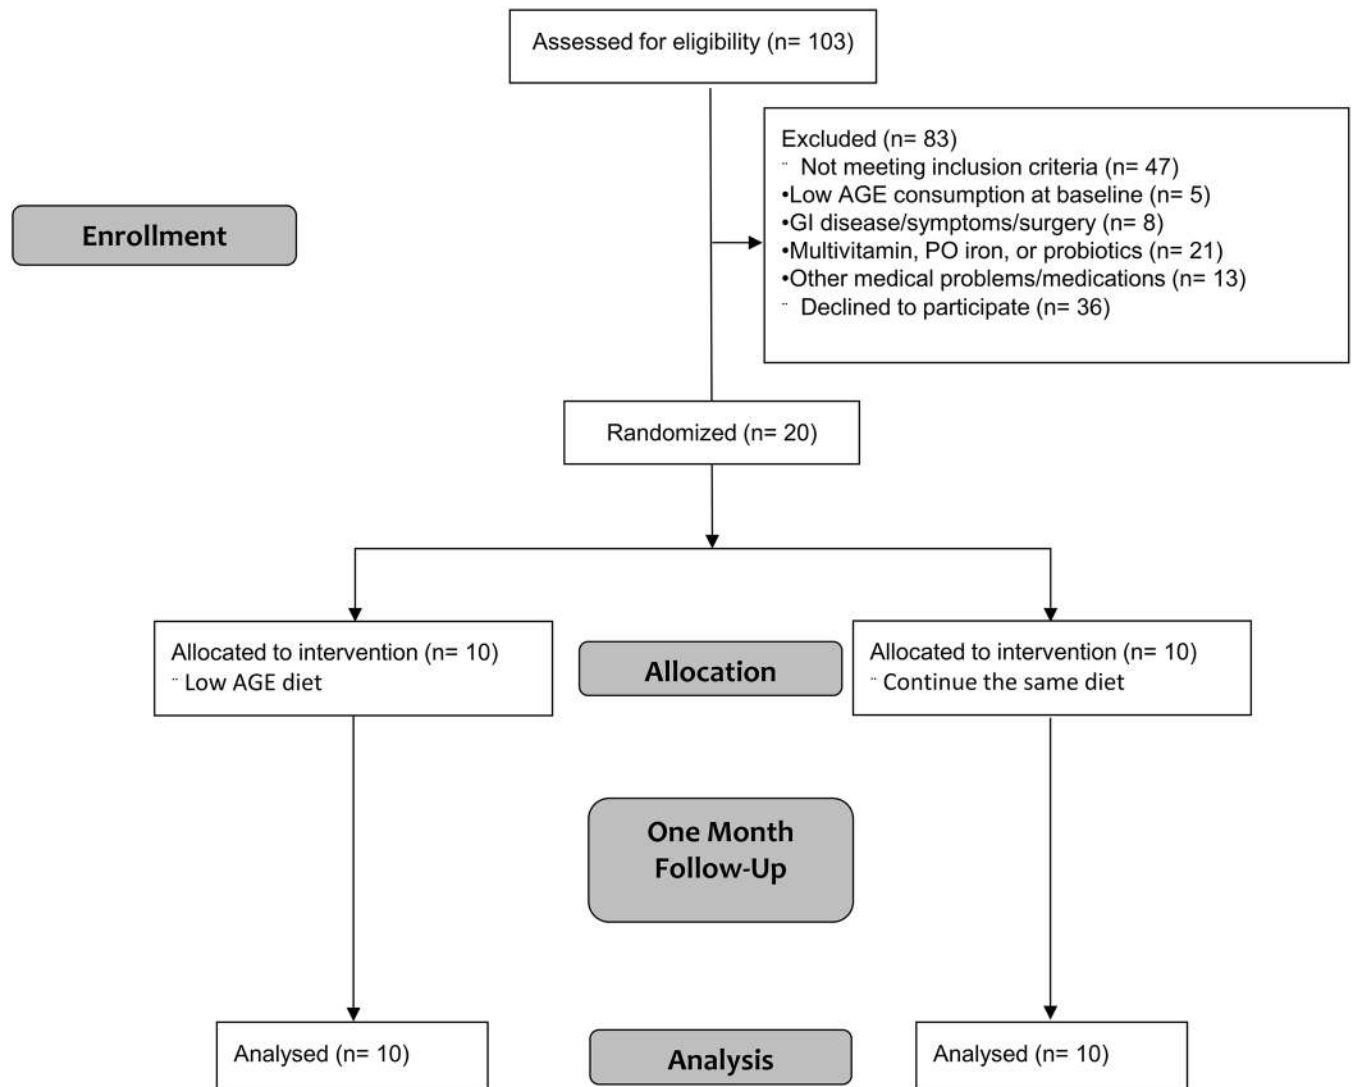 Assessed for eligibility (n= 103)
Excluded (n= 83)
¨ Not meeting inclusion criteria (n= 47)
•Low AGE consumption at baseline (n= 5)
•GI disease/symptoms/surgery (n= 8)
•Multivitamin, PO iron, or probiotics (n= 21)
•Other medical problems/medications (n= 13)
¨ Declined to participate (n= 36)
Enrollment
Randomized (n= 20)
Allocated to intervention (n= 10)
¨ Low AGE diet
Allocation
Allocated to intervention (n= 10)
¨ Continue the same diet
One Month
Follow-Up
Analysed (n= 10)
Analysis
Analysed (n= 10)